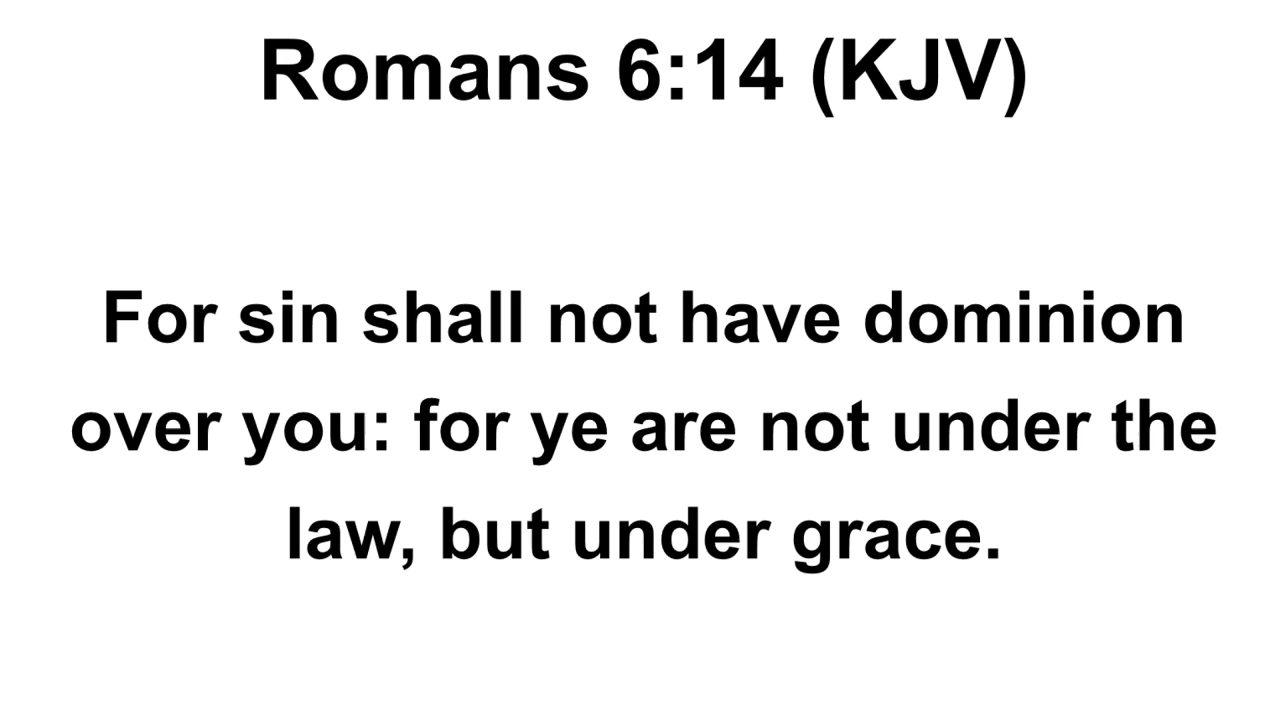 Romans 6:14 (KJV)
For sin shall not have dominion
over you: for ye are not under the
law, but under grace.